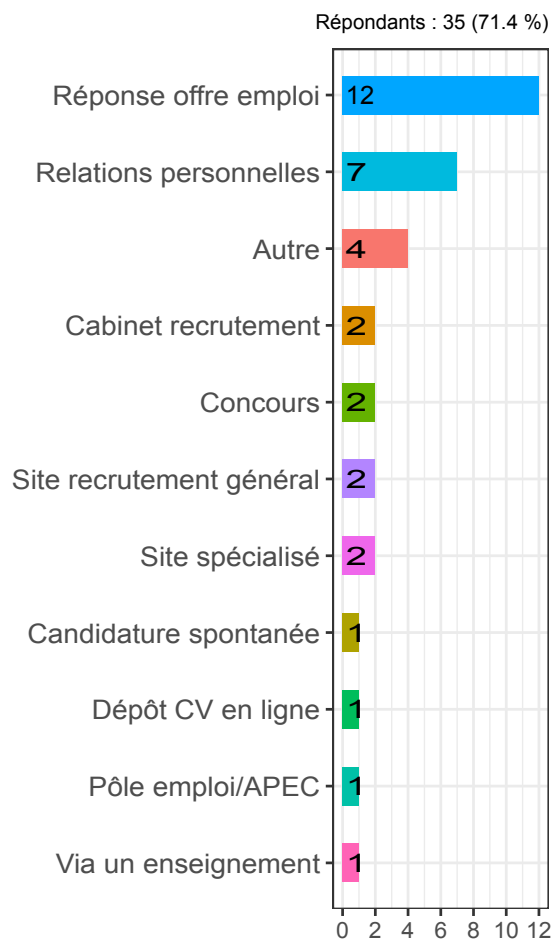 Répondants : 35 (71.4 %)
Réponse offre emploi 12
Relations personnelles 7
Autre 4
Cabinet recrutement 2
Concours 2
Site recrutement général 2
Site spécialisé 2
Candidature spontanée 1
Dépôt CV en ligne 1
Pôle emploi/APEC 1
Via un enseignement 1
0 2 4 6 8 10 12